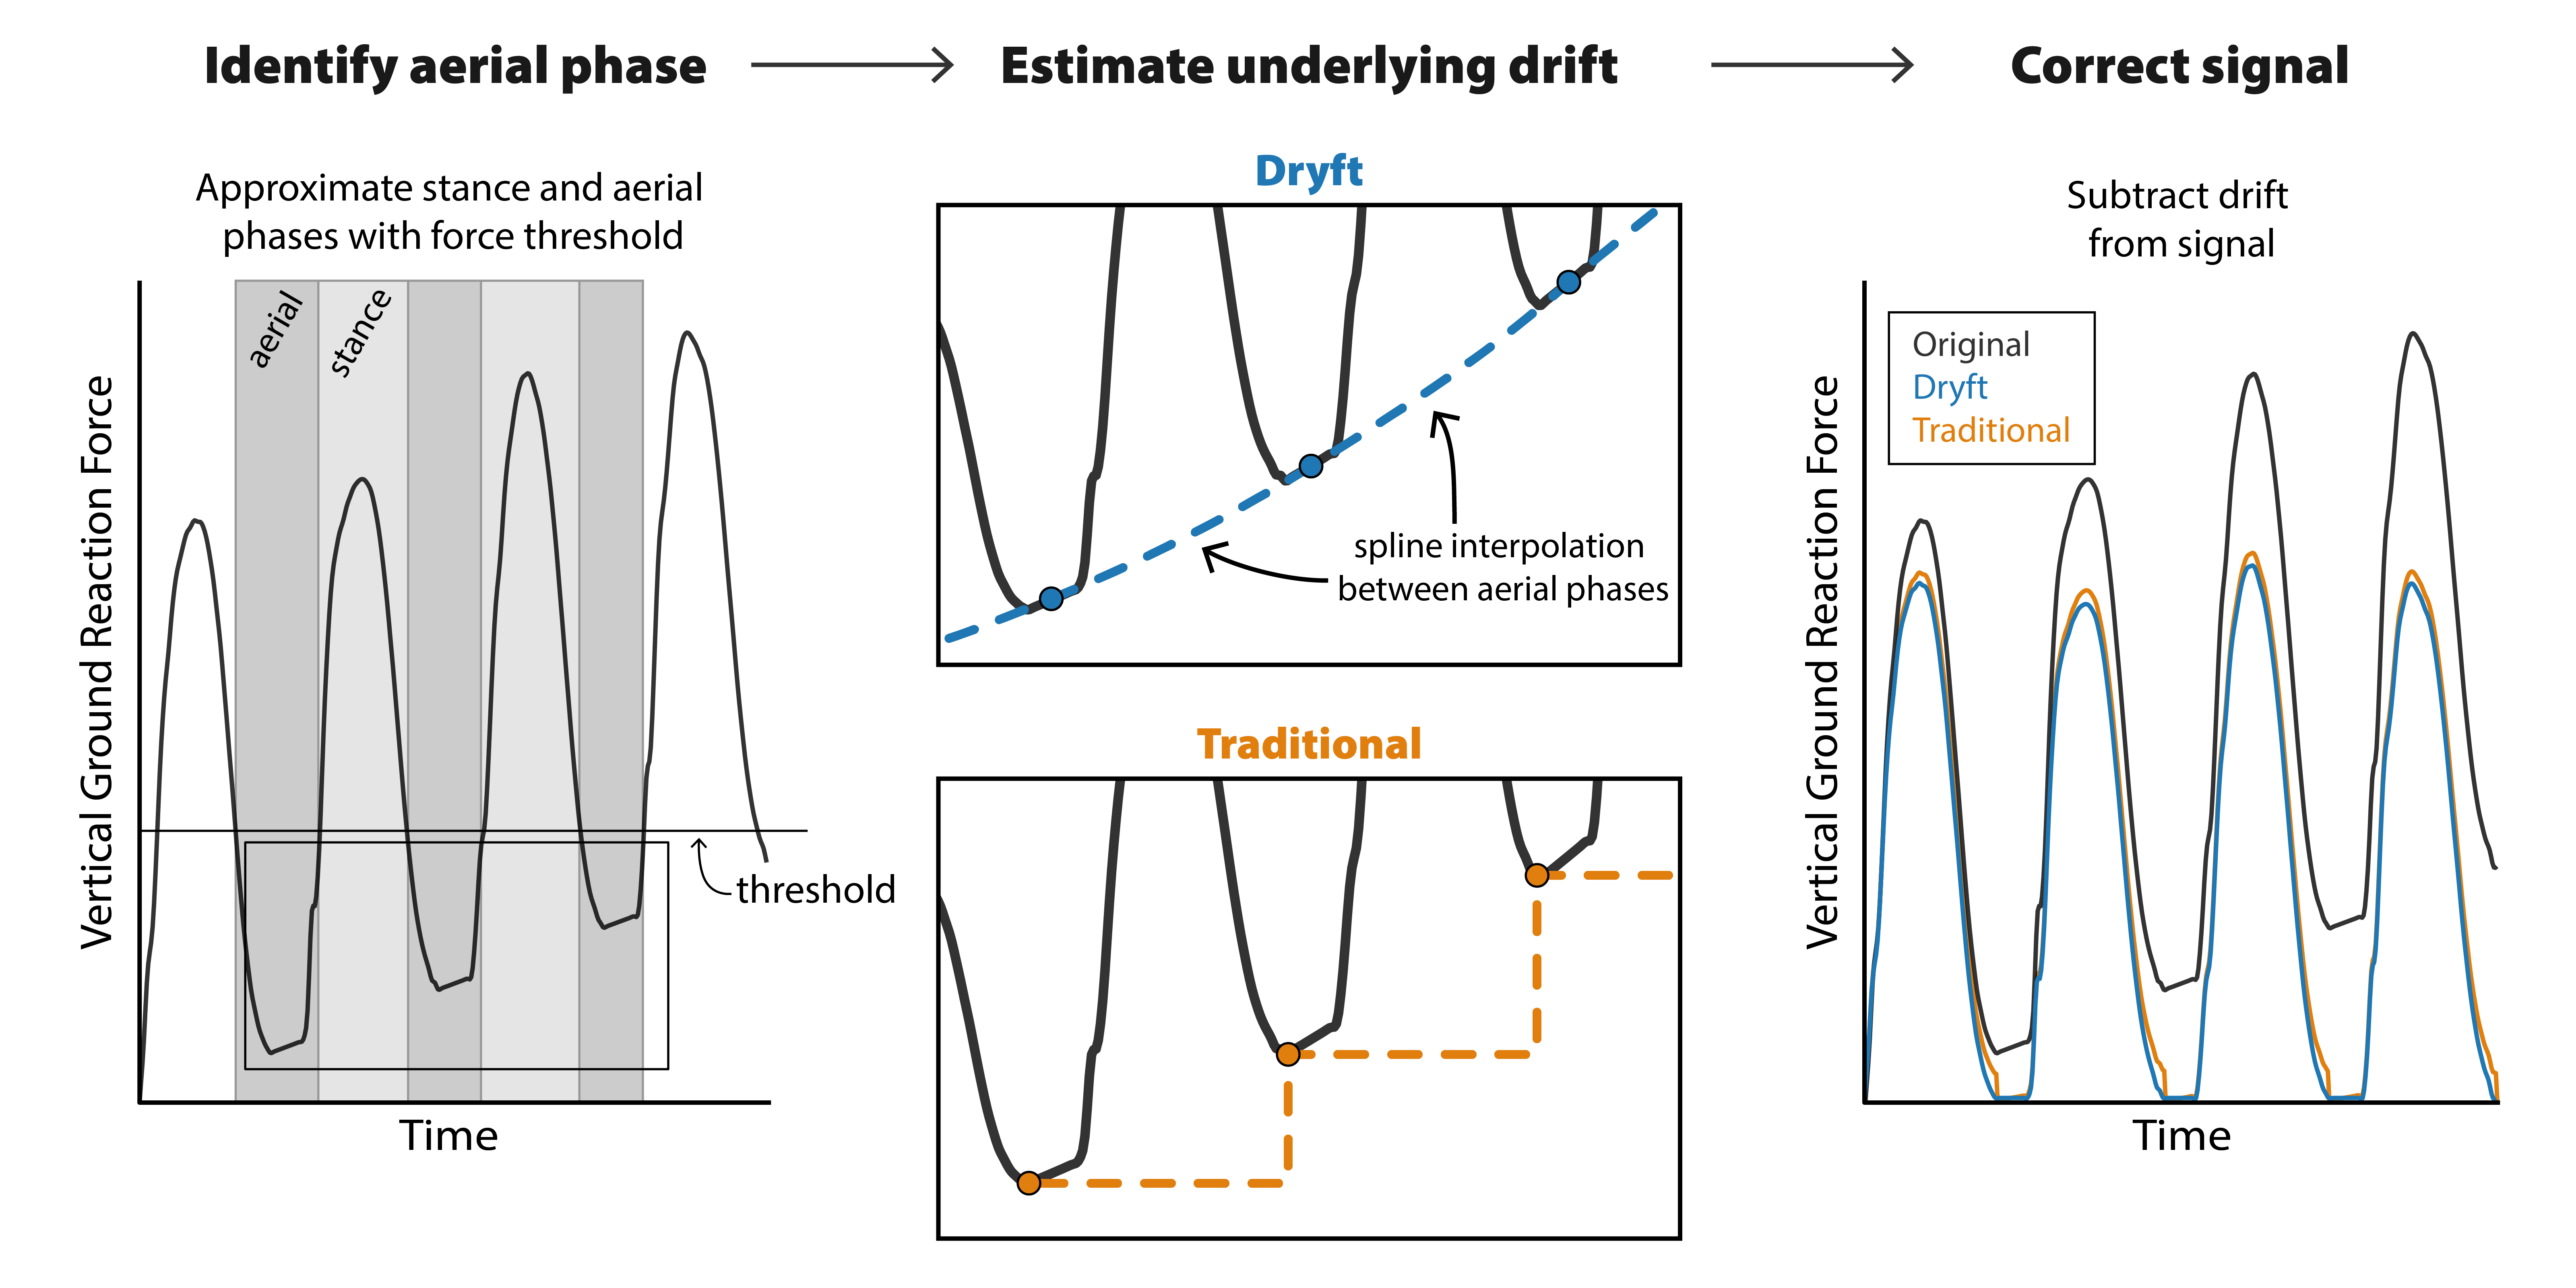 Identify aerial phase
Estimate underlying drift
Correct signal
Approximate stance and aerial
phases with force threshold
aerial
stance
threshold
Vertical Ground Reaction Force
Time
Dryft
spline interpolation
between aerial phases
Traditional
Subtract drift
from signal
Original
Dryft
Traditional
Vertical Ground Reaction Force
Time